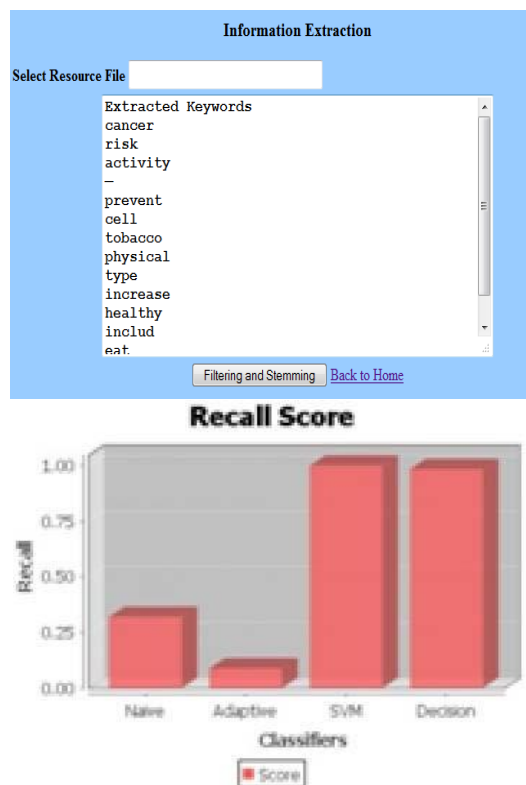 Information Extraction
Select Resource File
Extracted Keywords
cancer
risk
activity
—
prevent
cell
tobacco
physical
type
increase
healthy
includ
eat
Filtering and Stemming Back to Home
Recall Score
1.00
0.75
0.50
0.25
0.00
Recall
Naive Adaptive SVM Decision
Classifiers
Score